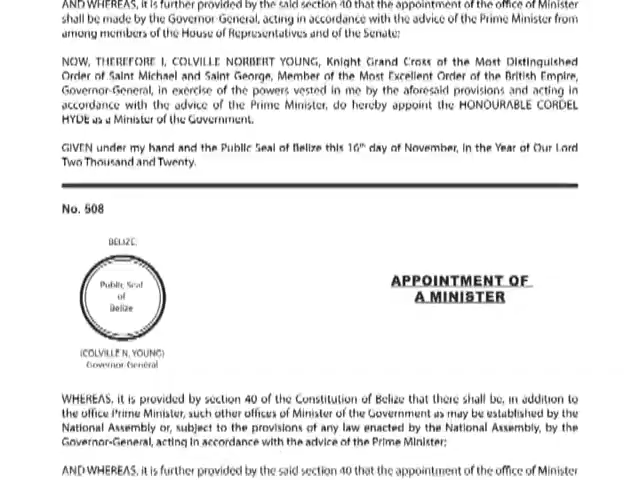 AND WHEREAS, it is further provided by the said section 40 that the appointment of the office of Minister
shall be made by the Governor General, acting in accordance with the advice of the Prime Minister from
among members of the House of Representatives and of the Senate:
NOW, THEREFORE I, COLVILLE NORBERT YOUNG, Knight Grand Cross of the Most Distinguished
Order of Saint Michael and Saint George, Member of the Most Excellent Order of the British Empire,
Governor-General, in exercise of the powers vested in me by the aforesaid provisions and acting in
accordance with the advice of the Prime Minister, do hereby appoint the HONOURABLE CORDEL
HYDE as a Minister of the Government.
GIVEN under my hand and the Public Seal of Belize this 16th day of November, in the Year of Our Lord
Two Thousand and Twenty.
No. 508
BELIZE.
Public Seal
of
Belize
APPOINTMENT OF
A MINISTER
(COLVILLE N. YOUNG)
Governor-General
WHEREAS, it is provided by section 40 of the Constitution of Belize that there shall be, in addition to
the office Prime Minister, such other offices of Minister of the Government as may be established by the
National Assembly or, subject to the provisions of any law enacted by the National Assembly, by the
Governor-General, acting in accordance with the advice of the Prime Minister;
AND WHEREAS, it is further provided by the said section 40 that the appointment of the office of Minister